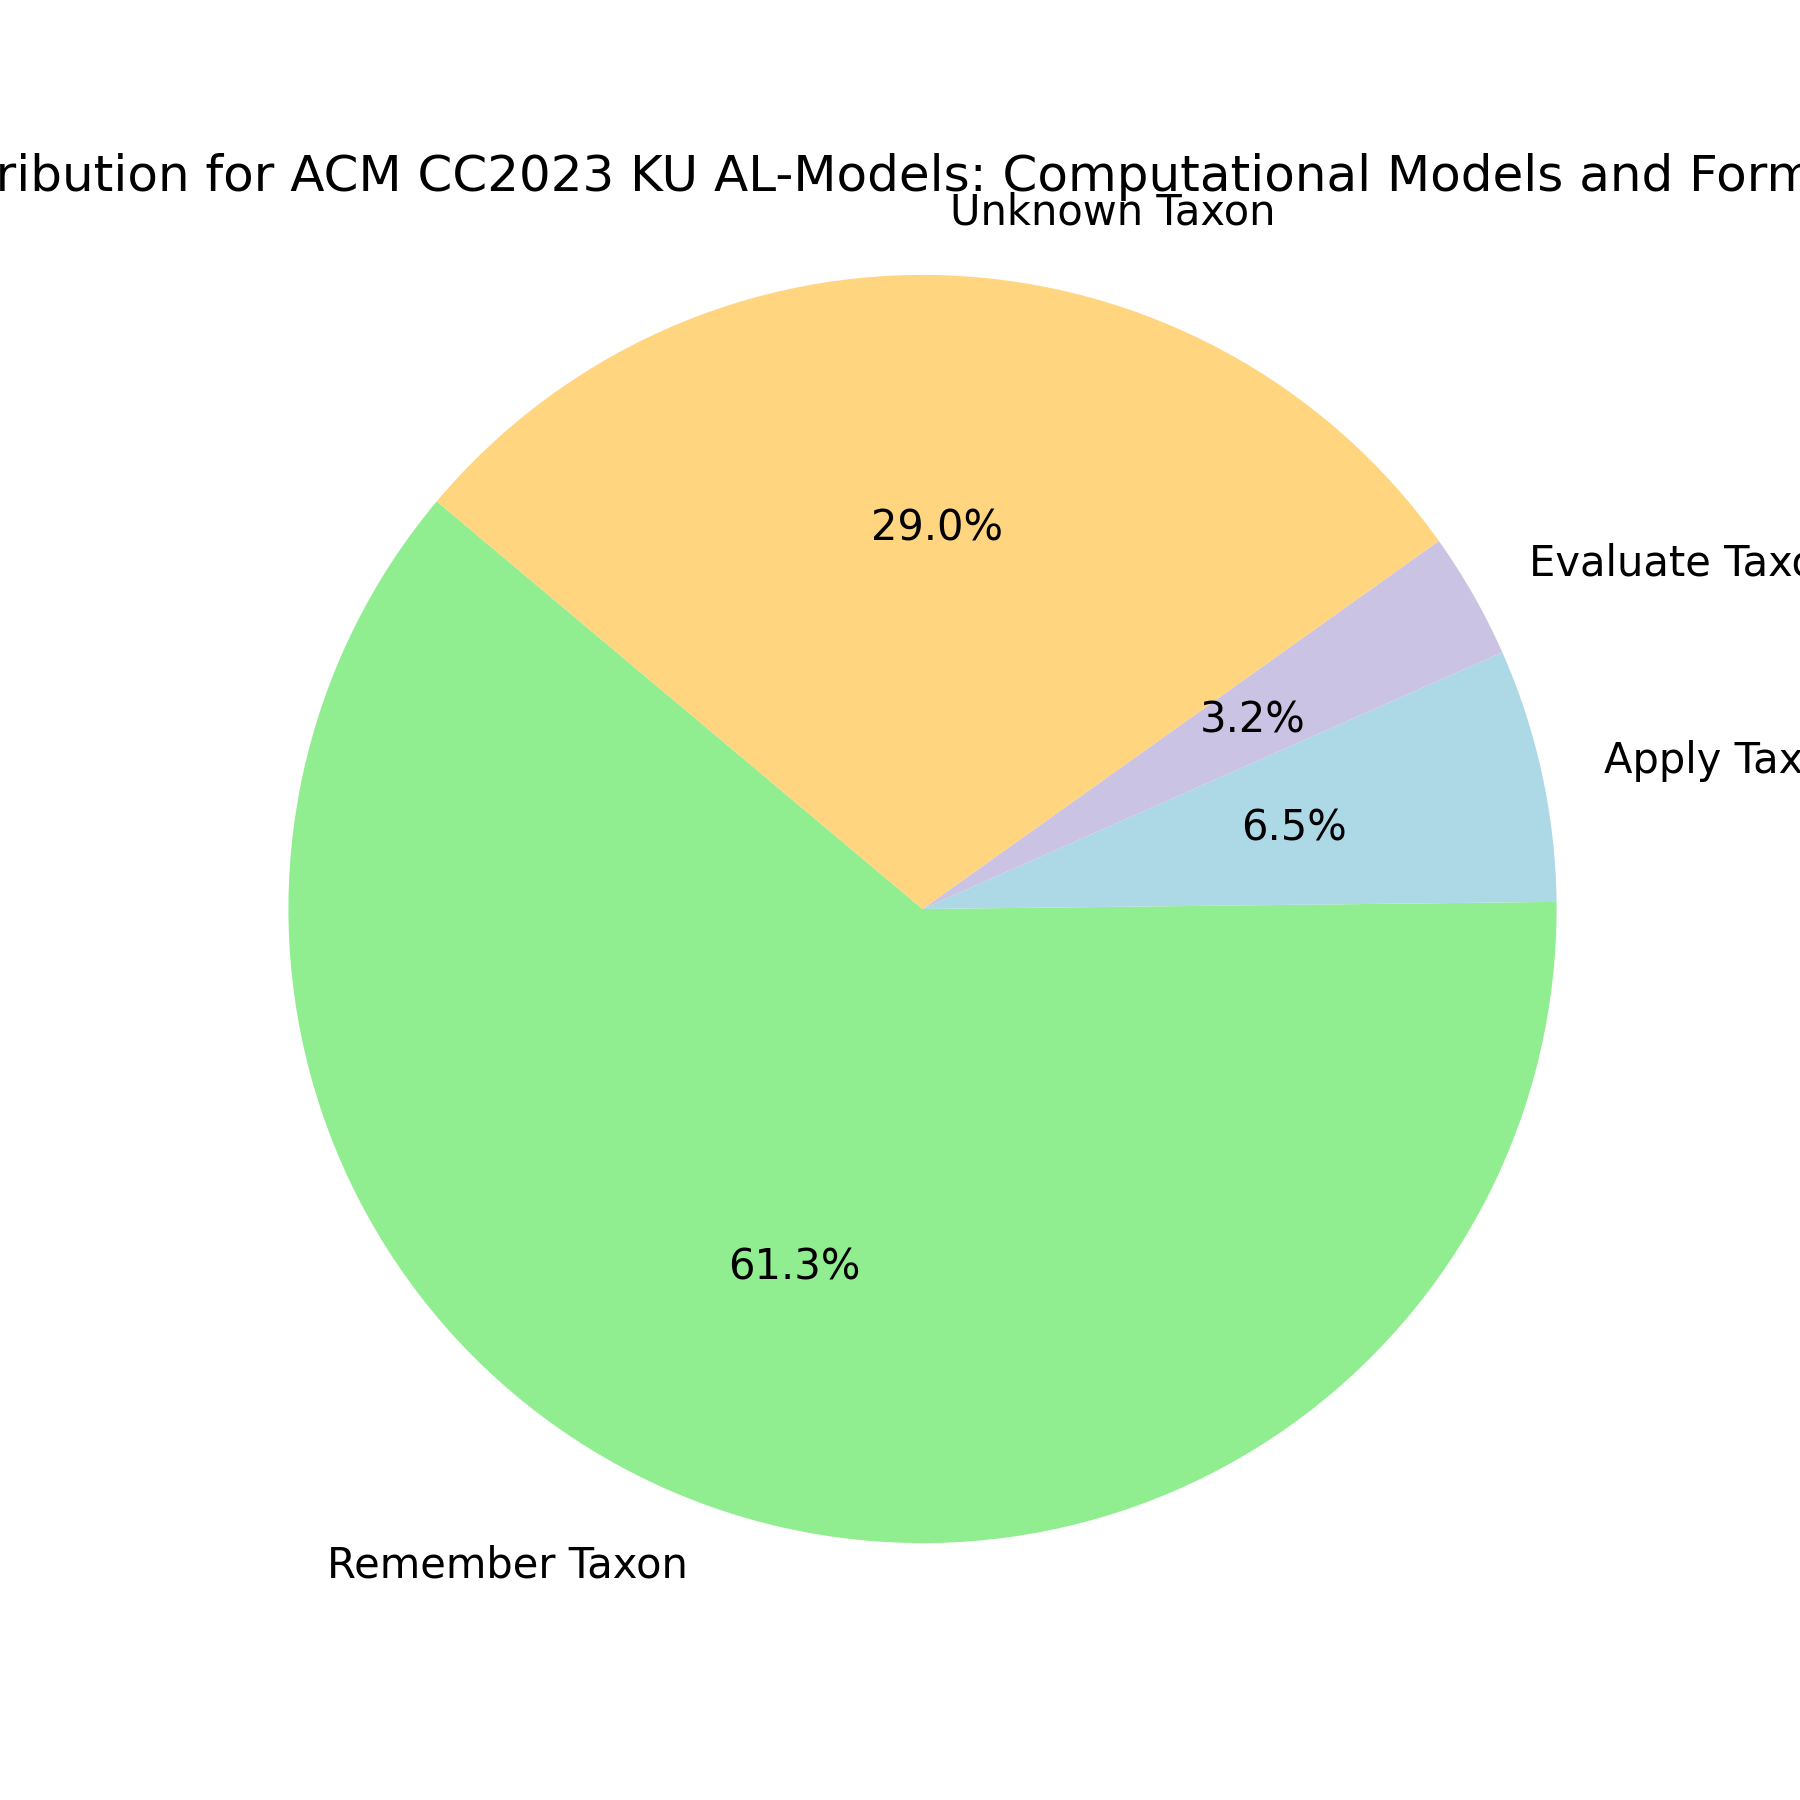 ribution for ACM CC2023 KU AL-Models: Computational Models and Form
Unknown Taxon
29.0%
Evaluate Taxo
3.2%
Apply Tax
6.5%
61.3%
Remember Taxon